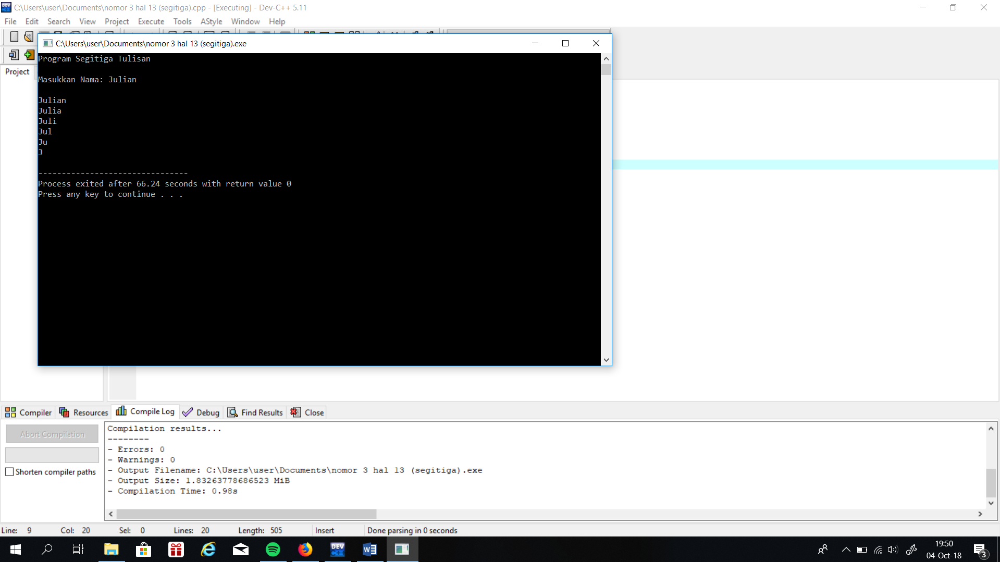 C:\Users\user\Documents\nomor 3 hal 13 (segitiga).cpp - [Executing] - Dev-C++ 5.11
File Edit Search View Project Execute Tools AStyle Window Help
C:\Users\user\Documents\nomor 3 hal 13 (segitiga).exe
Project
Program Segitiga Tulisan
Masukkan Nama: Julian
Julian
Julia
Juli
Jul
Ju
J
--------------------------------
Process exited after 66.24 seconds with return value 0
Press any key to continue . . .
Compiler Resources Compile Log Debug Find Results Close
Abort Compilation
Shorten compiler paths
Compilation results...
--------
- Errors: 0
- Warnings: 0
- Output Filename: C:\Users\user\Documents\nomor 3 hal 13 (segitiga).exe
- Output Size: 1.83263778686523 MiB
- Compilation Time: 0.98s
Line: 9 Col: 20 Sel: 0 Lines: 20 Length: 505 Insert Done parsing in 0 seconds
DEV
19:50
04-Oct-18
3